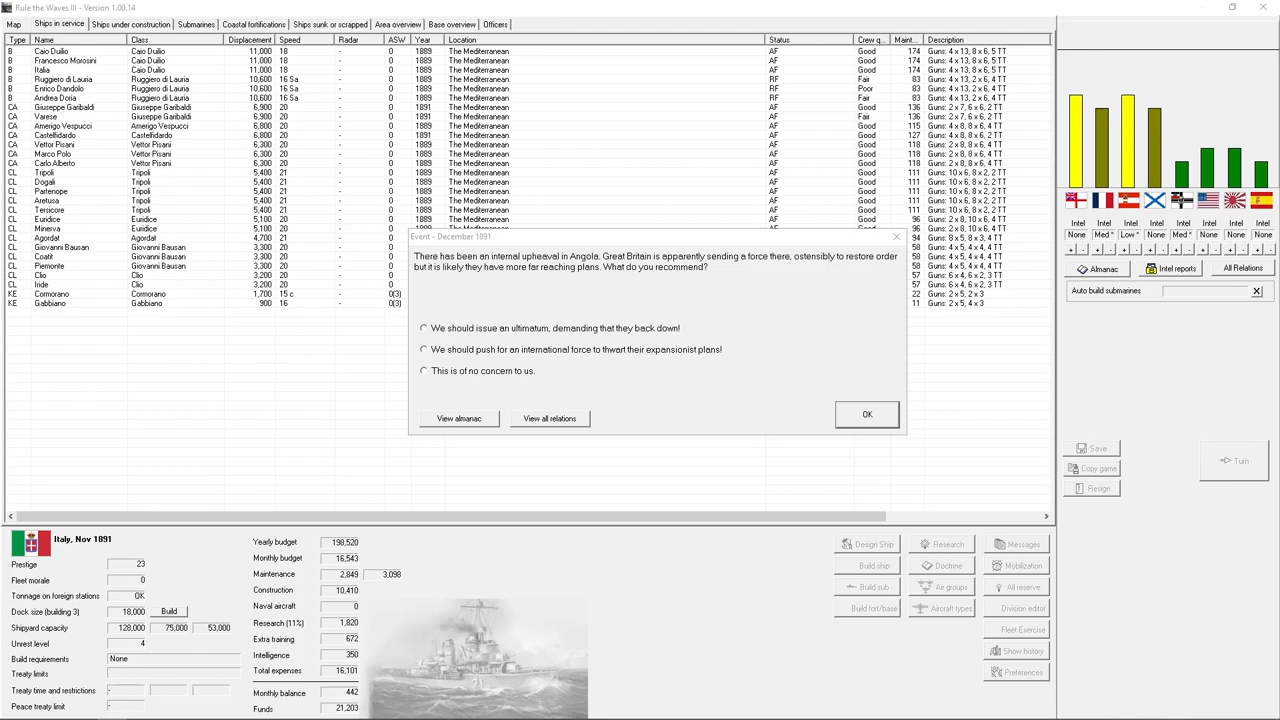 Rule the Waves III - Version 1.00.14
Map Ships in service Ships under construction Submarines Coastal fortifications Ships sunk or scrapped Area overview Base overview Officers
Type Name Class Displacement Speed Radar ASW Year Location Status Crew q... Maint... Description
B Caio Duilio Caio Duilio 11,000 18 - 0 1889 The Mediterranean AF Good 174 Guns: 4 x 13, 8 x 6, 5 TT
B Francesco Morosini Caio Duilio 11,000 18 - 0 1889 The Mediterranean AF Good 174 Guns: 4 x 13, 8 x 6, 5 TT
B Italia Caio Duilio 11,000 18 - 0 1889 The Mediterranean AF Good 174 Guns: 4 x 13, 8 x 6, 5 TT
B Ruggiero di Lauria Ruggiero di Lauria 10,600 16 Sa - 0 1889 The Mediterranean RF Fair 83 Guns: 4 x 13, 2 x 6, 4 TT
B Enrico Dandolo Ruggiero di Lauria 10,600 16 Sa - 0 1889 The Mediterranean RF Poor 83 Guns: 4 x 13, 2 x 6, 4 TT
B Andrea Doria Ruggiero di Lauria 10,600 16 Sa - 0 1889 The Mediterranean RF Fair 83 Guns: 4 x 13, 2 x 6, 4 TT
CA Giuseppe Garibaldi Giuseppe Garibaldi 6,900 20 - 0 1889 The Mediterranean AF Good 136 Guns: 2 x 7, 6 x 6, 2 TT
CA Varese Giuseppe Garibaldi 6,900 20 - 0 1891 The Mediterranean AF Fair 136 Guns: 2 x 7, 6 x 6, 2 TT
CA Amerigo Vespucci Amerigo Vespucci 6,800 20 - 0 1889 The Mediterranean AF Good 115 Guns: 4 x 8, 8 x 6, 4 TT
CA Castelfidardo Castelfidardo 6,800 20 - 0 1891 The Mediterranean AF Good 127 Guns: 4 x 8, 8 x 6, 4 TT
CA Vettor Pisani Vettor Pisani 6,300 20 - 0 1889 The Mediterranean AF Good 118 Guns: 2 x 8, 8 x 6, 4 TT
CA Marco Polo Vettor Pisani 6,300 20 - 0 1889 The Mediterranean AF Good 118 Guns: 2 x 8, 8 x 6, 4 TT
CA Carlo Alberto Vettor Pisani 6,300 20 - 0 1889 The Mediterranean AF Good 118 Guns: 2 x 8, 8 x 6, 4 TT
CL Tripoli Tripoli 5,400 21 - 0 1889 The Mediterranean AF Good 111 Guns: 10 x 6, 8 x 2, 2 TT
CL Dogali Tripoli 5,400 21 - 0 1889 The Mediterranean AF Good 111 Guns: 10 x 6, 8 x 2, 2 TT
CL Partenope Tripoli 5,400 21 - 0 1889 The Mediterranean AF Good 111 Guns: 10 x 6, 8 x 2, 2 TT
CL Aretusa Tripoli 5,400 21 - 0 1889 The Mediterranean AF Good 111 Guns: 10 x 6, 8 x 2, 2 TT
CL Tersicore Tripoli 5,400 21 - 0 1889 The Mediterranean AF Good 111 Guns: 10 x 6, 8 x 2, 2 TT
CL Euridice Euridice 5,100 20 - 0 1889 The Mediterranean AF Good 96 Guns: 2 x 8, 10 x 6, 4 TT
CL Minerva Euridice 5,100 20 96 Guns: 2 x 8, 10 x 6, 4 TT
CL Agordat Agordat 4,700 21 94 Guns: 8 x 5, 8 x 3, 2 TT
CL Giovanni Bausan Giovanni Bausan 3,300 20 58 Guns: 4 x 5, 4 x 4, 4 TT
CL Coatit Giovanni Bausan 3,300 20 58 Guns: 4 x 5, 4 x 4, 4 TT
CL Piemonte Giovanni Bausan 3,300 20 58 Guns: 4 x 5, 4 x 4, 4 TT
CL Clio Clio 3,200 20 57 Guns: 6 x 4, 6 x 2, 3 TT
CL Iride Clio 3,200 20 57 Guns: 6 x 4, 6 x 2, 3 TT
KE Cormorano Cormorano 1,700 15 c - 0(3) 22 Guns: 2 x 5, 2 x 3
KE Gabbiano Gabbiano 900 16 - 0(3) 11 Guns: 2 x 5, 4 x 3
Event - December 1891
There has been an internal upheaval in Angola. Great Britain is apparently sending a force there, ostensibly to restore order
but it is likely they have more far reaching plans. What do you recommend?
We should issue an ultimatum, demanding that they back down!
We should push for an international force to thwart their expansionist plans!
This is of no concern to us.
View almanac View all relations OK
Intel Intel Intel Intel Intel Intel Intel Intel
None Med * Low * None Med * None None None
+ - + - + - + - + - + - + - + -
Almanac Intel reports All Relations
Auto build submarines
Save
Copy game
Resign
Turn
Italy, Nov 1891
Prestige 23
Fleet morale 0
Tonnage on foreign stations OK
Dock size (building 3) 18,000 Build
Shipyard capacity 128,000 75,000 53,000
Unrest level 4
Build requirements None
Treaty limits
Treaty time and restrictions -
Peace treaty limit -
Yearly budget 198,520
Monthly budget 16,543
Maintenance 2,849 3,098
Construction 10,410
Naval aircraft 0
Research (11%) 1,820
Extra training 672
Intelligence 350
Total expenses 16,101
Monthly balance 442
Funds 21,203
Design Ship Research Messages
Build ship Doctrine Mobilization
Build sub Air groups All reserve
Build fort/base Aircraft types Division editor
Fleet Exercise
Show history
Preferences